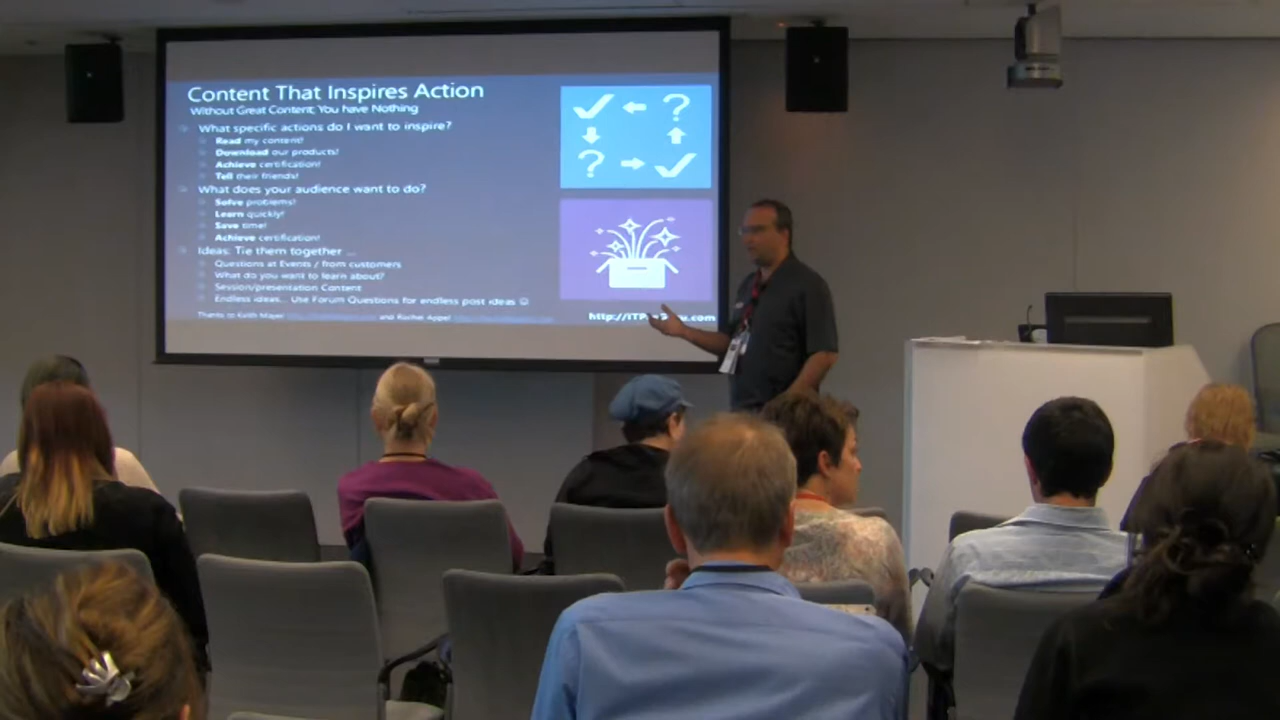 Content That Inspires Action
Without Great Content, You have Nothing
What specific actions do I want to inspire?
Read my content!
Download our products!
Achieve certification!
Tell their friends!
What does your audience want to do?
Solve problems!
Learn quickly!
Save time!
Achieve certification!
Ideas: Tie them together ...
Questions at Events / from customers
What do you want to learn about?
Session/presentation Content
Endless ideas... Use Forum Questions for endless post ideas ☺
Thanks to Keith Mayer and Rachel Appel
http://ITP
.com